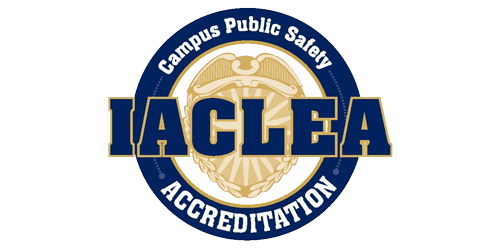 Campus Public Safety
IACLEA
ACCREDITATION